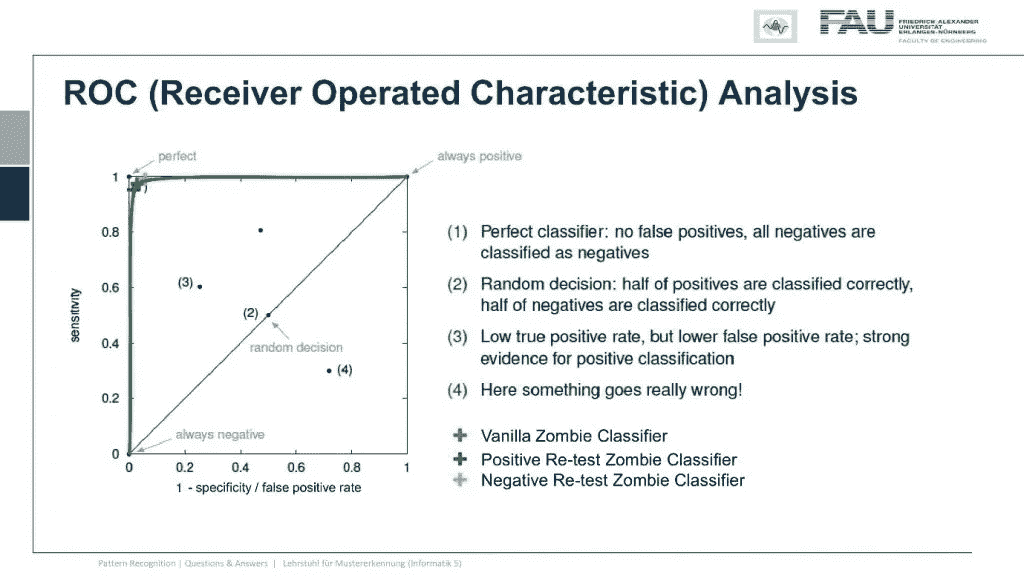 FAU FRIEDRICH-ALEXANDER
UNIVERSITÄT
ERLANGEN-NÜRNBERG
FACULTY OF ENGINEERING
ROC (Receiver Operated Characteristic) Analysis
perfect
always positive
1
0.8
0.6
0.4
0.2
0
sensitivity
(3)
(2)
random decision
(4)
always negative
0 0.2 0.4 0.6 0.8 1
1 - specificity / false positive rate
(1) Perfect classifier: no false positives, all negatives are
classified as negatives
(2) Random decision: half of positives are classified correctly,
half of negatives are classified correctly
(3) Low true positive rate, but lower false positive rate; strong
evidence for positive classification
(4) Here something goes really wrong!
Vanilla Zombie Classifier
Positive Re-test Zombie Classifier
Negative Re-test Zombie Classifier
Pattern Recognition | Questions & Answers | Lehrstuhl für Mustererkennung (Informatik 5)